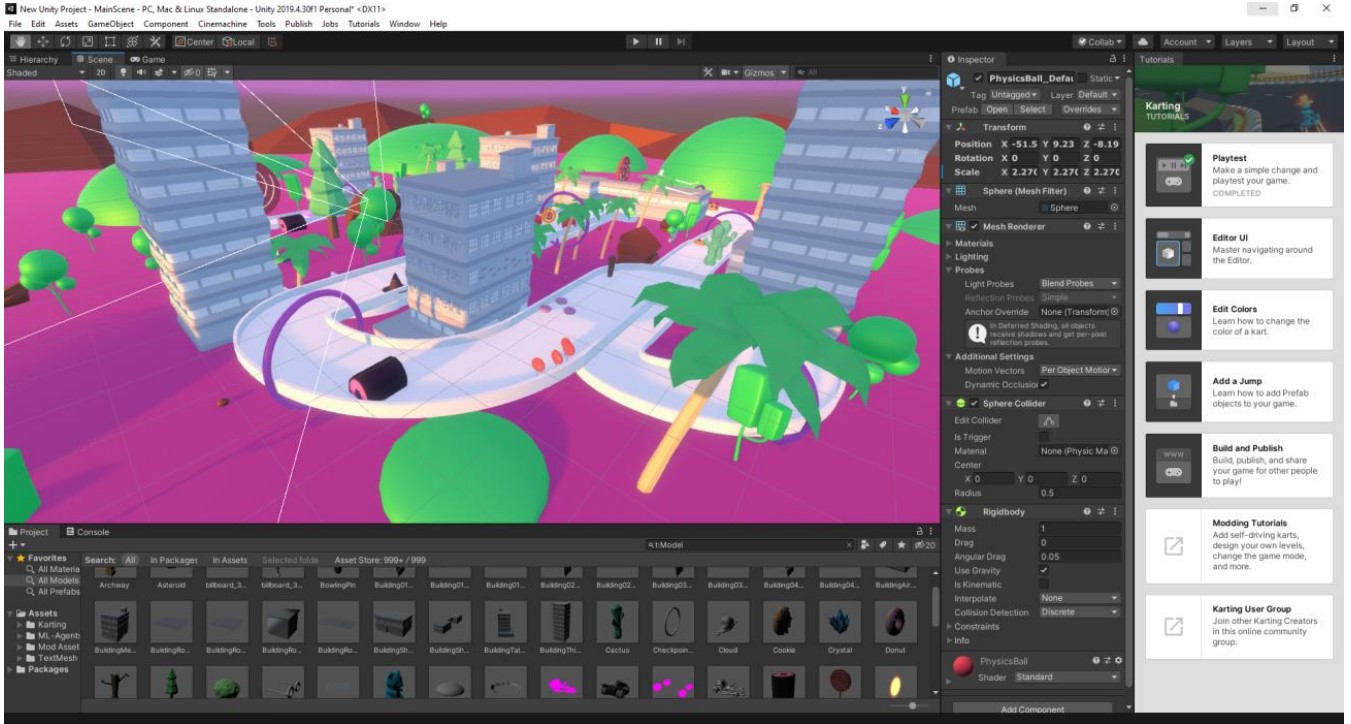 New Unity Project - MainScene - PC, Mac & Linux Standalone - Unity 2019.4.30f1 Personal* <DX11>
File Edit Assets GameObject Component Cinemachine Tools Publish Jobs Tutorials Window Help
Center Local
Collab Account Layers Layout
Hierarchy Scene Game
Shaded 2D 0 Gizmos All
y
z
Project Console
t:Model 20
Favorites
All Materia
All Models
All Prefabs
Assets
Karting
ML-Agents
Mod Asset
TextMesh
Packages
Search: All In Packages In Assets Selected folde Asset Store: 999+ / 999
Archway Asteroid billboard_3... billboard_3... BowlingPin Building01... Building01... Building01... Building02... Building02... Building03... Building03... Building04... Building04... BuildingAir...
BuildingMe... BuildingRo... BuildingRo... BuildingRo... BuildingRo... BuildingSh... BuildingSh... BuildingTal... BuildingThi... Cactus Checkpoin... Cloud Cookie Crystal Donut
Inspector
PhysicsBall_Defau Static
Tag Untagged Layer Default
Prefab Open Select Overrides
Transform
Position X -51.5 Y 9.23 Z -8.19
Rotation X 0 Y 0 Z 0
Scale X 2.270 Y 2.270 Z 2.270
Sphere (Mesh Filter)
Mesh Sphere
Mesh Renderer
Materials
Lighting
Probes
Light Probes Blend Probes
Reflection Probes Simple
Anchor Override None (Transform)
In Deferred Shading, all objects
receive shadows and get per-pixel
reflection probes.
Additional Settings
Motion Vectors Per Object Motion
Dynamic Occlusion
Sphere Collider
Edit Collider
Is Trigger
Material None (Physic Ma
Center
X 0 Y 0 Z 0
Radius 0.5
Rigidbody
Mass 1
Drag 0
Angular Drag 0.05
Use Gravity
Is Kinematic
Interpolate None
Collision Detection Discrete
Constraints
Info
PhysicsBall
Shader Standard
Add Component
Tutorials
Karting
TUTORIALS
Playtest
Make a simple change and
playtest your game.
COMPLETED
Editor UI
Master navigating around
the Editor.
Edit Colors
Learn how to change the
color of a kart.
Add a Jump
Learn how to add Prefab
objects to your game.
WWW
Build and Publish
Build, publish, and share
your game for other people
to play!
Modding Tutorials
Add self-driving karts,
design your own levels,
change the game mode,
and more.
Karting User Group
Join other Karting Creators
in this online community
group.